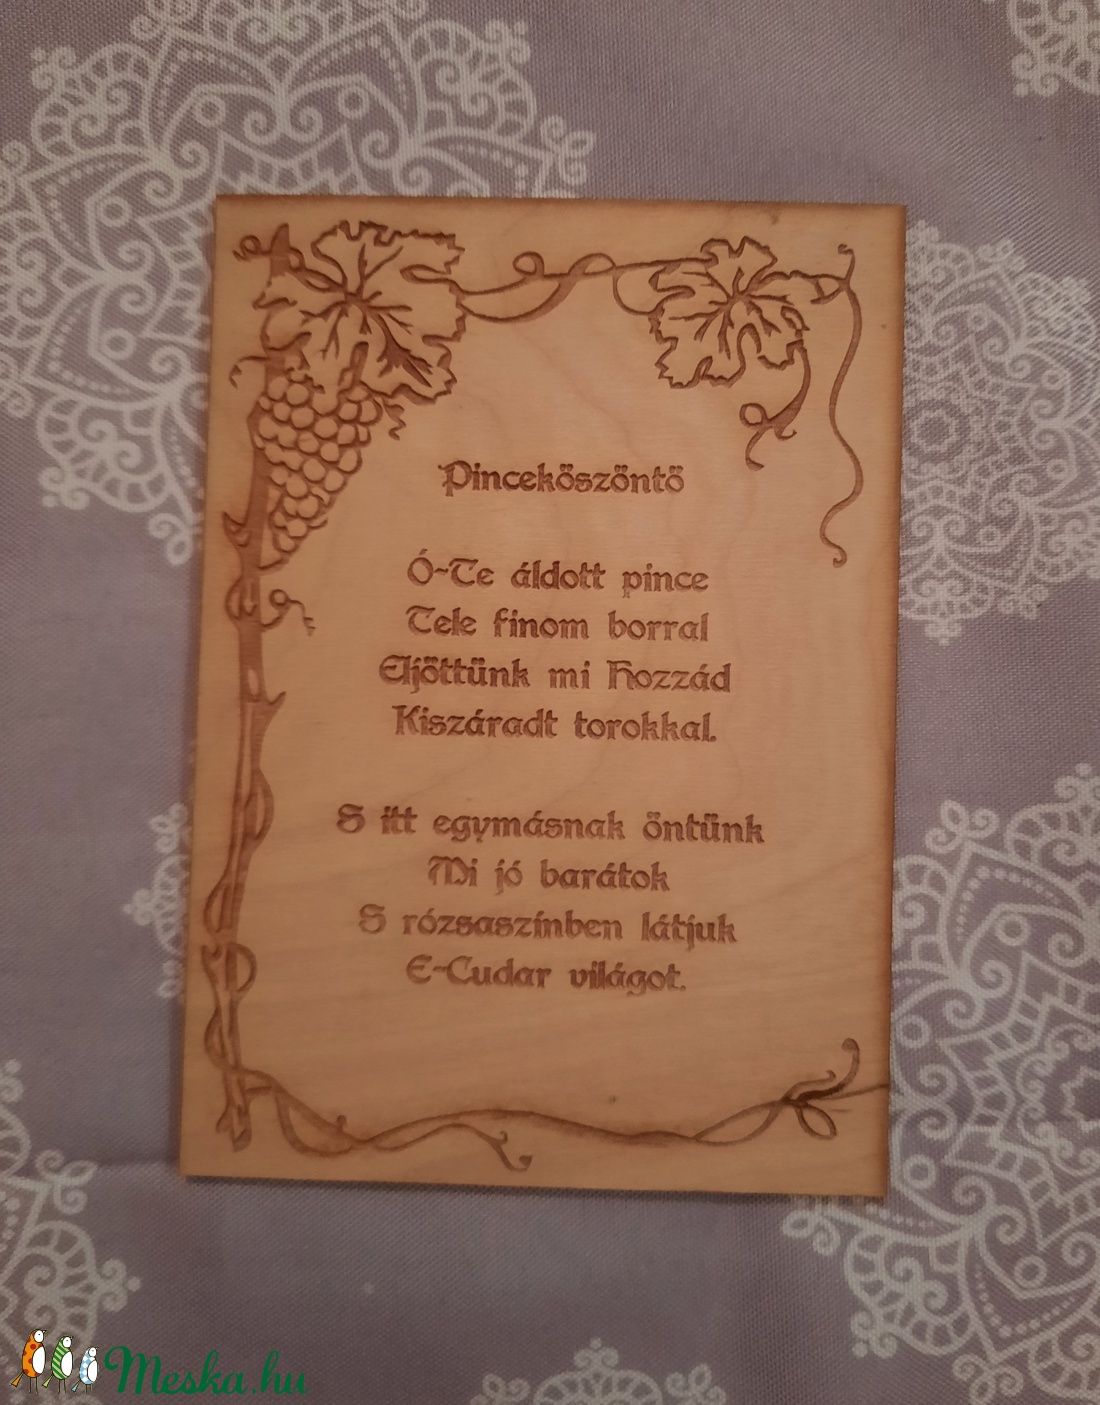 Pinceköszöntö
Ó-Te áldott pince
Tele finom borral
Eljöttünk mi Hozzád
Kiszáradt torokkal.
S itt egymásnak öntünk
Mi jó barátok
S rózsaszínben látjuk
E-Cudar világot.
Meska.hu